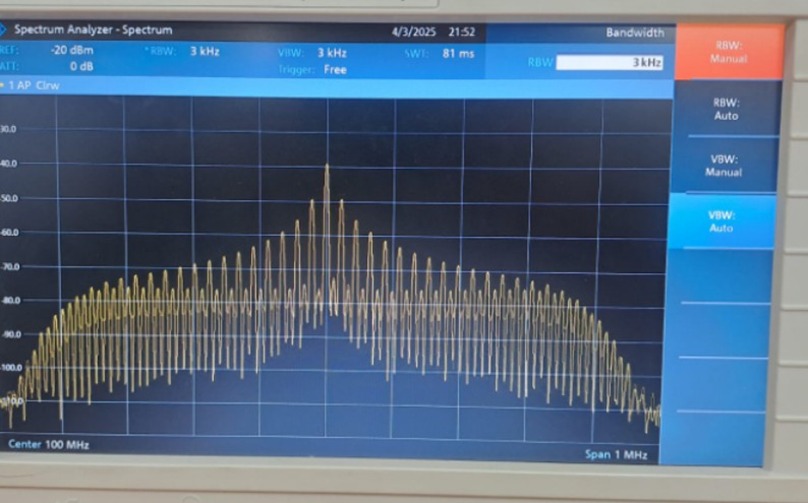 Spectrum Analyzer - Spectrum 4/3/2025 21:52 Bandwidth
REF: -20 dBm * RBW: 3 kHz VBW: 3 kHz SWT: 81 ms
ATT: 0 dB Trigger: Free RBW 3 kHz
1 AP Clrw
RBW:
Manual
RBW:
Auto
VBW:
Manual
VBW:
Auto
30.0
40.0
50.0
60.0
70.0
80.0
90.0
100.0
Center 100 MHz Span 1 MHz